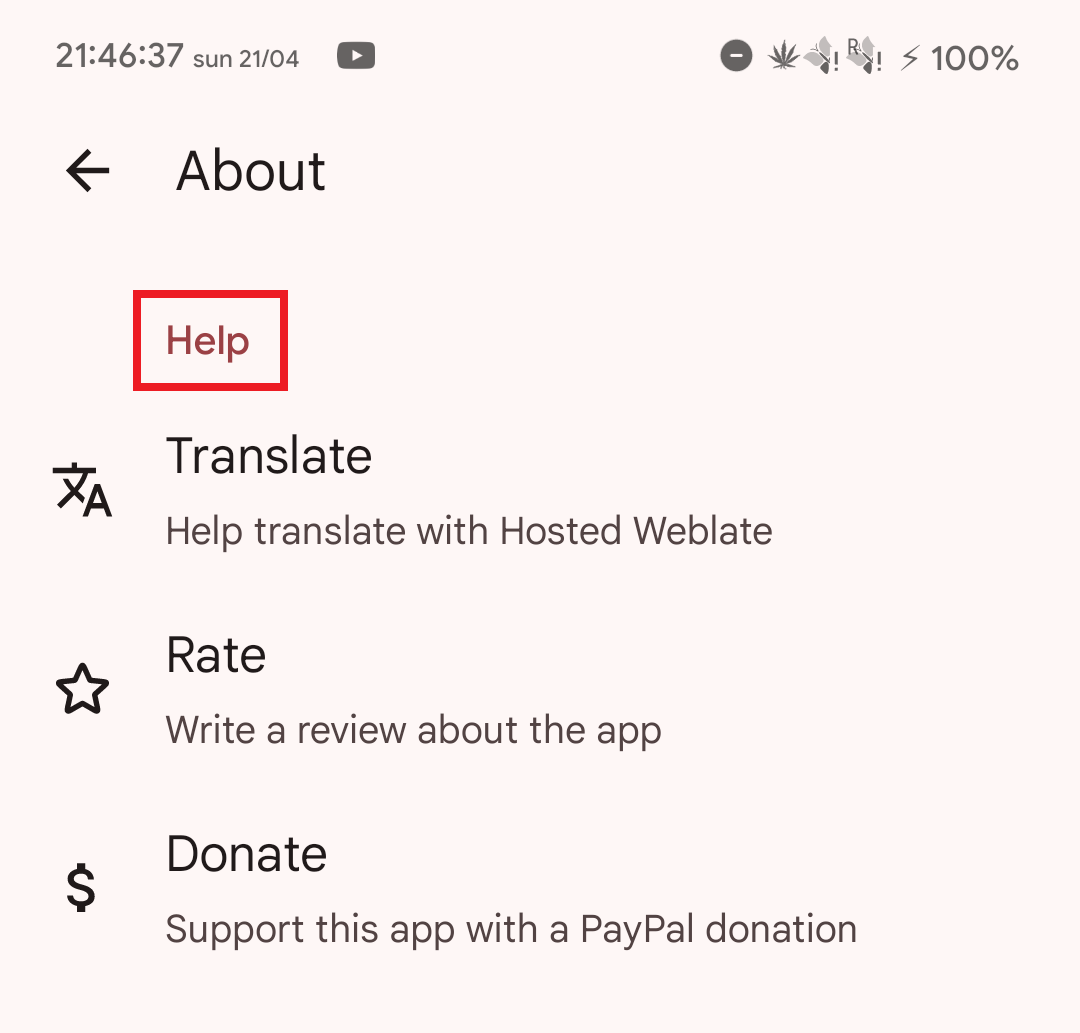 21:46:37 sun 21/04 R ! ! 100%
About
Help
Translate
Help translate with Hosted Weblate
Rate
Write a review about the app
Donate
Support this app with a PayPal donation